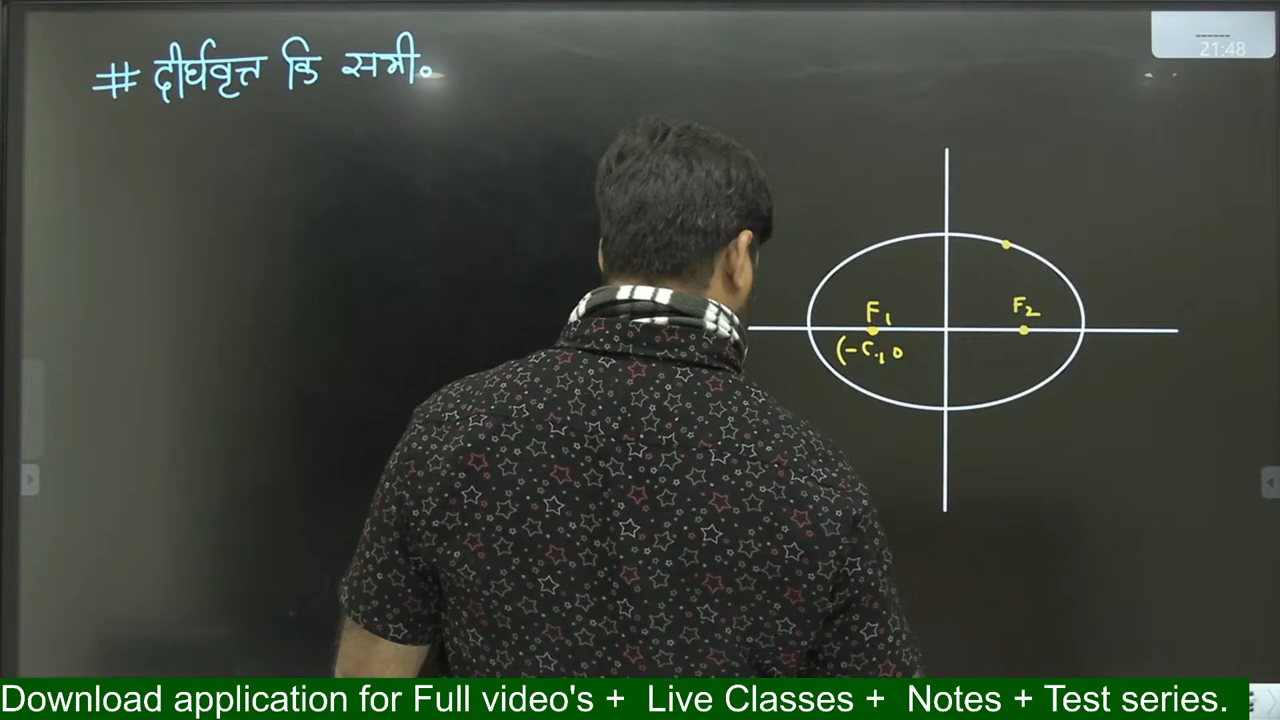 # दीर्घवृत्त कि समी०
21:48
F₁
F₂
(-c, 0
Download application for Full video's + Live Classes + Notes + Test series.